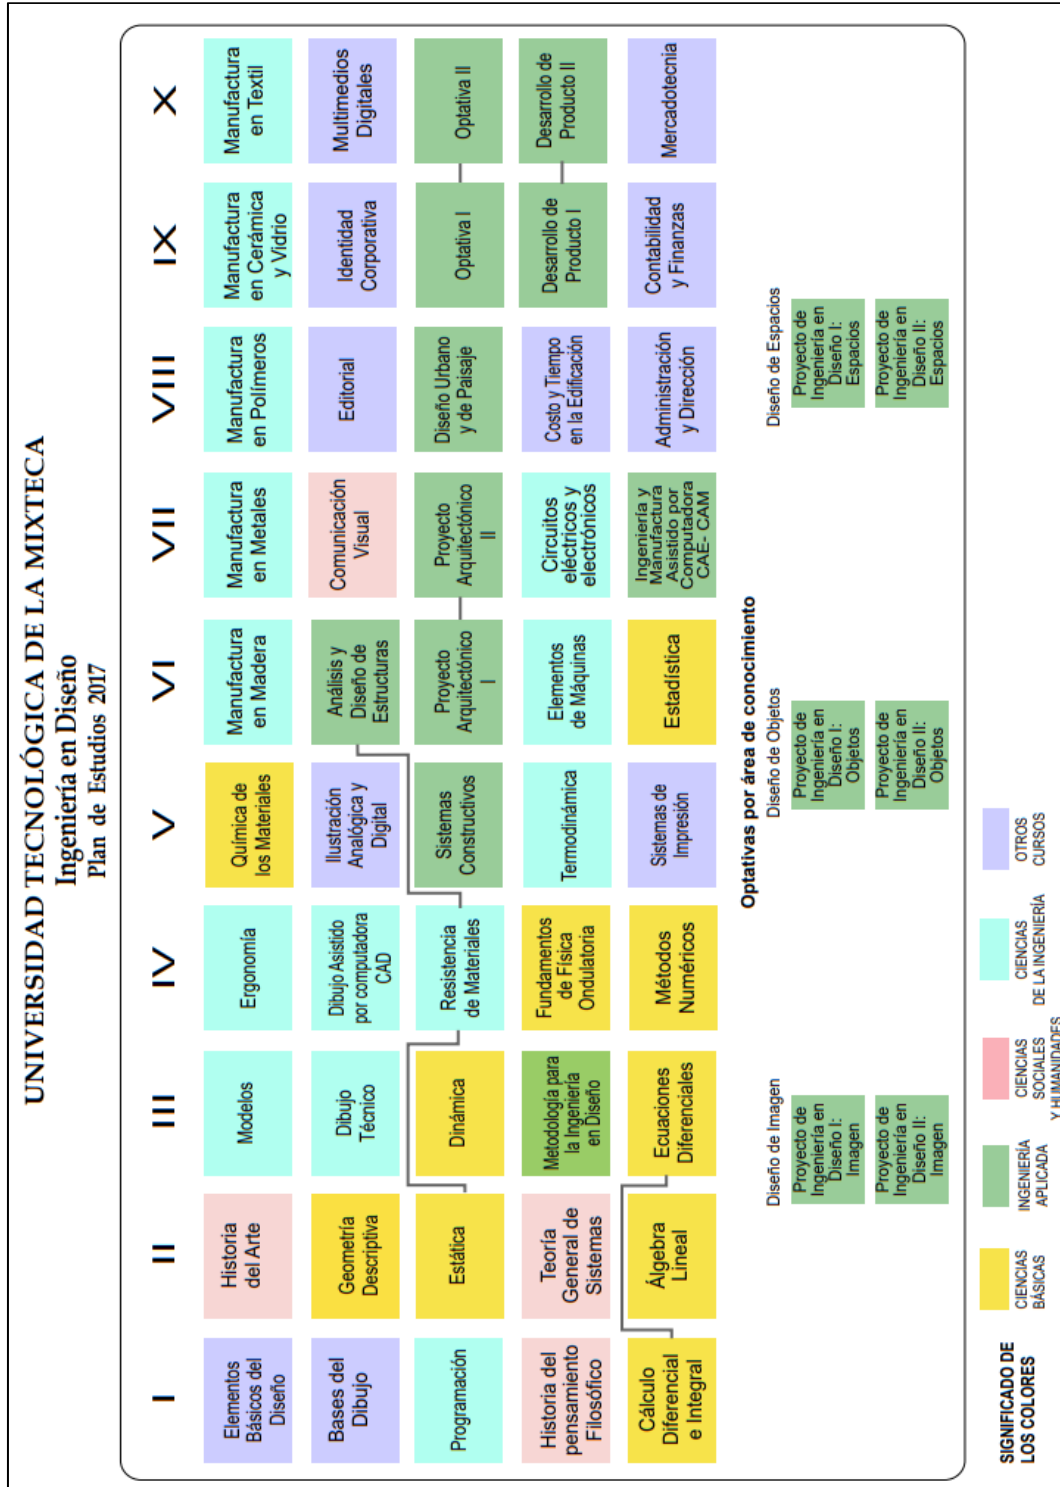 UNIVERSIDAD TECNOLÓGICA DE LA MIXTECA
Ingeniería en Diseño
Plan de Estudios 2017
I
II
III
IV
V
VI
VII
VIII
IX
X
Elementos
Básicos del
Diseño
Historia
del Arte
Modelos
Ergonomía
Química de
los Materiales
Manufactura
en Madera
Manufactura
en Metales
Manufactura
en Polímeros
Manufactura
en Cerámica
y Vidrio
Manufactura
en Textil
Bases del
Dibujo
Geometría
Descriptiva
Dibujo
Técnico
Dibujo Asistido
por computadora
CAD
Ilustración
Analógica y
Digital
Análisis y
Diseño de
Estructuras
Comunicación
Visual
Editorial
Identidad
Corporativa
Multimedios
Digitales
Programación
Estática
Dinámica
Resistencia
de Materiales
Sistemas
Constructivos
Proyecto
Arquitectónico
I
Proyecto
Arquitectónico
II
Diseño Urbano
y de Paisaje
Optativa I
Optativa II
Historia del
pensamiento
Filosófico
Teoría
General de
Sistemas
Metodología para
la Ingeniería
en Diseño
Fundamentos
de Física
Ondulatoria
Termodinámica
Elementos
de Máquinas
Circuitos
eléctricos y
electrónicos
Costo y Tiempo
en la Edificación
Desarrollo de
Producto I
Desarrollo de
Producto II
Cálculo
Diferencial
e Integral
Álgebra
Lineal
Ecuaciones
Diferenciales
Métodos
Numéricos
Sistemas de
Impresión
Estadística
Ingeniería y
Manufactura
Asistido por
Computadora
CAE- CAM
Administración
y Dirección
Contabilidad
y Finanzas
Mercadotecnia
Optativas por área de conocimiento
Diseño de Imagen
Diseño de Objetos
Diseño de Espacios
Proyecto de
Ingeniería en
Diseño I:
Imagen
Proyecto de
Ingeniería en
Diseño I:
Objetos
Proyecto de
Ingeniería en
Diseño I:
Espacios
Proyecto de
Ingeniería en
Diseño II:
Imagen
Proyecto de
Ingeniería en
Diseño II:
Objetos
Proyecto de
Ingeniería en
Diseño II:
Espacios
SIGNIFICADO DE
LOS COLORES
CIENCIAS
BÁSICAS
INGENIERÍA
APLICADA
CIENCIAS
SOCIALES
Y HUMANIDADES
CIENCIAS
DE LA INGENIERÍA
OTROS
CURSOS